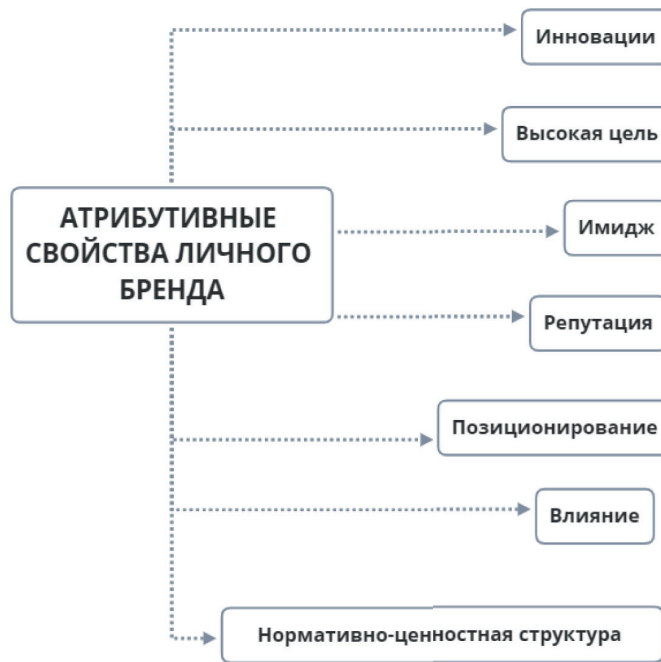 Инновации
Высокая цель
АТРИБУТИВНЫЕ
СВОЙСТВА ЛИЧНОГО
БРЕНДА
Имидж
Репутация
Позиционирование
Влияние
Нормативно-ценностная структура